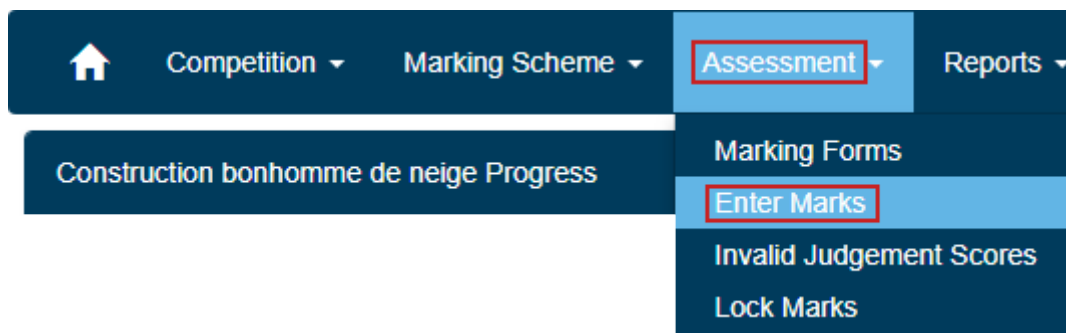 Competition Marking Scheme Assessment Reports
Construction bonhomme de neige Progress
Marking Forms
Enter Marks
Invalid Judgement Scores
Lock Marks